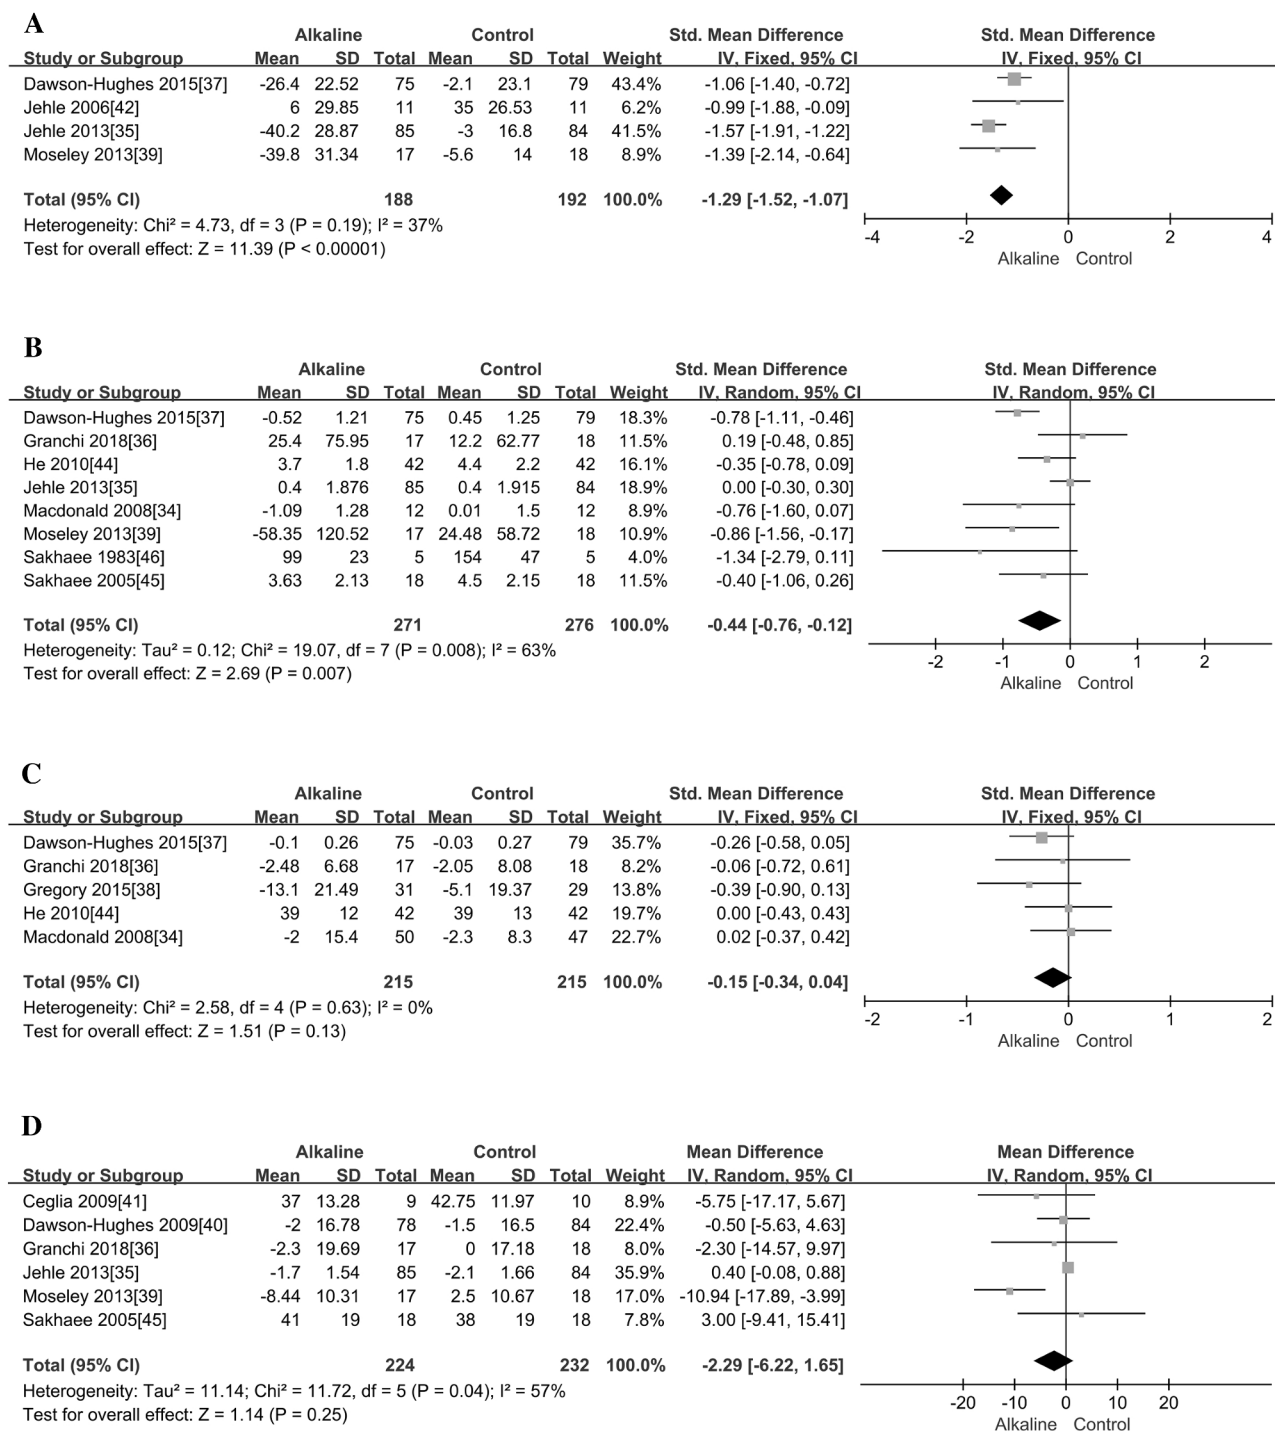 A
Alkaline Control Std. Mean Difference Std. Mean Difference
Study or Subgroup Mean SD Total Mean SD Total Weight IV, Fixed, 95% CI IV, Fixed, 95% CI
Dawson-Hughes 2015[37] -26.4 22.52 75 -2.1 23.1 79 43.4% -1.06 [-1.40, -0.72]
Jehle 2006[42] 6 29.85 11 35 26.53 11 6.2% -0.99 [-1.88, -0.09]
Jehle 2013[35] -40.2 28.87 85 -3 16.8 84 41.5% -1.57 [-1.91, -1.22]
Moseley 2013[39] -39.8 31.34 17 -5.6 14 18 8.9% -1.39 [-2.14, -0.64]
Total (95% CI) 188 192 100.0% -1.29 [-1.52, -1.07]
Heterogeneity: Chi² = 4.73, df = 3 (P = 0.19); I² = 37%
Test for overall effect: Z = 11.39 (P < 0.00001)
-4 -2 0 2 4
Alkaline Control
B
Alkaline Control Std. Mean Difference Std. Mean Difference
Study or Subgroup Mean SD Total Mean SD Total Weight IV, Random, 95% CI IV, Random, 95% CI
Dawson-Hughes 2015[37] -0.52 1.21 75 0.45 1.25 79 18.3% -0.78 [-1.11, -0.46]
Granchi 2018[36] 25.4 75.95 17 12.2 62.77 18 11.5% 0.19 [-0.48, 0.85]
He 2010[44] 3.7 1.8 42 4.4 2.2 42 16.1% -0.35 [-0.78, 0.09]
Jehle 2013[35] 0.4 1.876 85 0.4 1.915 84 18.9% 0.00 [-0.30, 0.30]
Macdonald 2008[34] -1.09 1.28 12 0.01 1.5 12 8.9% -0.76 [-1.60, 0.07]
Moseley 2013[39] -58.35 120.52 17 24.48 58.72 18 10.9% -0.86 [-1.56, -0.17]
Sakhaee 1983[46] 99 23 5 154 47 5 4.0% -1.34 [-2.79, 0.11]
Sakhaee 2005[45] 3.63 2.13 18 4.5 2.15 18 11.5% -0.40 [-1.06, 0.26]
Total (95% CI) 271 276 100.0% -0.44 [-0.76, -0.12]
Heterogeneity: Tau² = 0.12; Chi² = 19.07, df = 7 (P = 0.008); I² = 63%
Test for overall effect: Z = 2.69 (P = 0.007)
-2 -1 0 1 2
Alkaline Control
C
Alkaline Control Std. Mean Difference Std. Mean Difference
Study or Subgroup Mean SD Total Mean SD Total Weight IV, Fixed, 95% CI IV, Fixed, 95% CI
Dawson-Hughes 2015[37] -0.1 0.26 75 -0.03 0.27 79 35.7% -0.26 [-0.58, 0.05]
Granchi 2018[36] -2.48 6.68 17 -2.05 8.08 18 8.2% -0.06 [-0.72, 0.61]
Gregory 2015[38] -13.1 21.49 31 -5.1 19.37 29 13.8% -0.39 [-0.90, 0.13]
He 2010[44] 39 12 42 39 13 42 19.7% 0.00 [-0.43, 0.43]
Macdonald 2008[34] -2 15.4 50 -2.3 8.3 47 22.7% 0.02 [-0.37, 0.42]
Total (95% CI) 215 215 100.0% -0.15 [-0.34, 0.04]
Heterogeneity: Chi² = 2.58, df = 4 (P = 0.63); I² = 0%
Test for overall effect: Z = 1.51 (P = 0.13)
-2 -1 0 1 2
Alkaline Control
D
Alkaline Control Mean Difference Mean Difference
Study or Subgroup Mean SD Total Mean SD Total Weight IV, Random, 95% CI IV, Random, 95% CI
Ceglia 2009[41] 37 13.28 9 42.75 11.97 10 8.9% -5.75 [-17.17, 5.67]
Dawson-Hughes 2009[40] -2 16.78 78 -1.5 16.5 84 22.4% -0.50 [-5.63, 4.63]
Granchi 2018[36] -2.3 19.69 17 0 17.18 18 8.0% -2.30 [-14.57, 9.97]
Jehle 2013[35] -1.7 1.54 85 -2.1 1.66 84 35.9% 0.40 [-0.08, 0.88]
Moseley 2013[39] -8.44 10.31 17 2.5 10.67 18 17.0% -10.94 [-17.89, -3.99]
Sakhaee 2005[45] 41 19 18 38 19 18 7.8% 3.00 [-9.41, 15.41]
Total (95% CI) 224 232 100.0% -2.29 [-6.22, 1.65]
Heterogeneity: Tau² = 11.14; Chi² = 11.72, df = 5 (P = 0.04); I² = 57%
Test for overall effect: Z = 1.14 (P = 0.25)
-20 -10 0 10 20
Alkaline Control